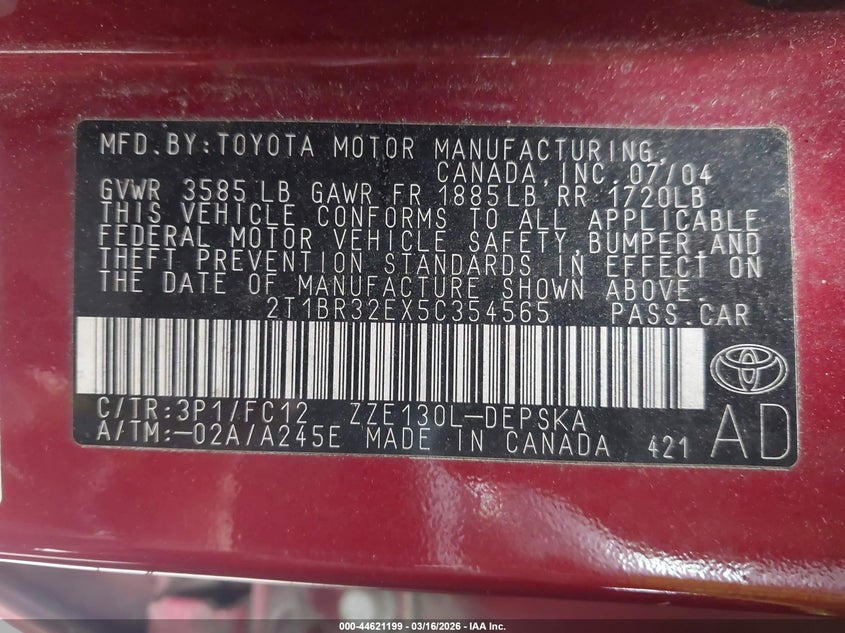 MFD.BY:TOYOTA MOTOR MANUFACTURING,
CANADA, INC. 07/04
GVWR 3585 LB GAWR FR 1885LB RR 1720LB
THIS VEHICLE CONFORMS TO ALL APPLICABLE
FEDERAL MOTOR VEHICLE SAFETY, BUMPER, AND
THEFT PREVENTION STANDARDS IN EFFECT ON
THE DATE OF MANUFACTURE SHOWN ABOVE.
2T1BR32EX5C354565 PASS.CAR
C/TR:3P1/FC12 ZZE130L-DEPSKA
A/TM:-02A/A245E MADE IN CANADA 421 AD
000-44621199 - 03/16/2026 - IAA Inc.